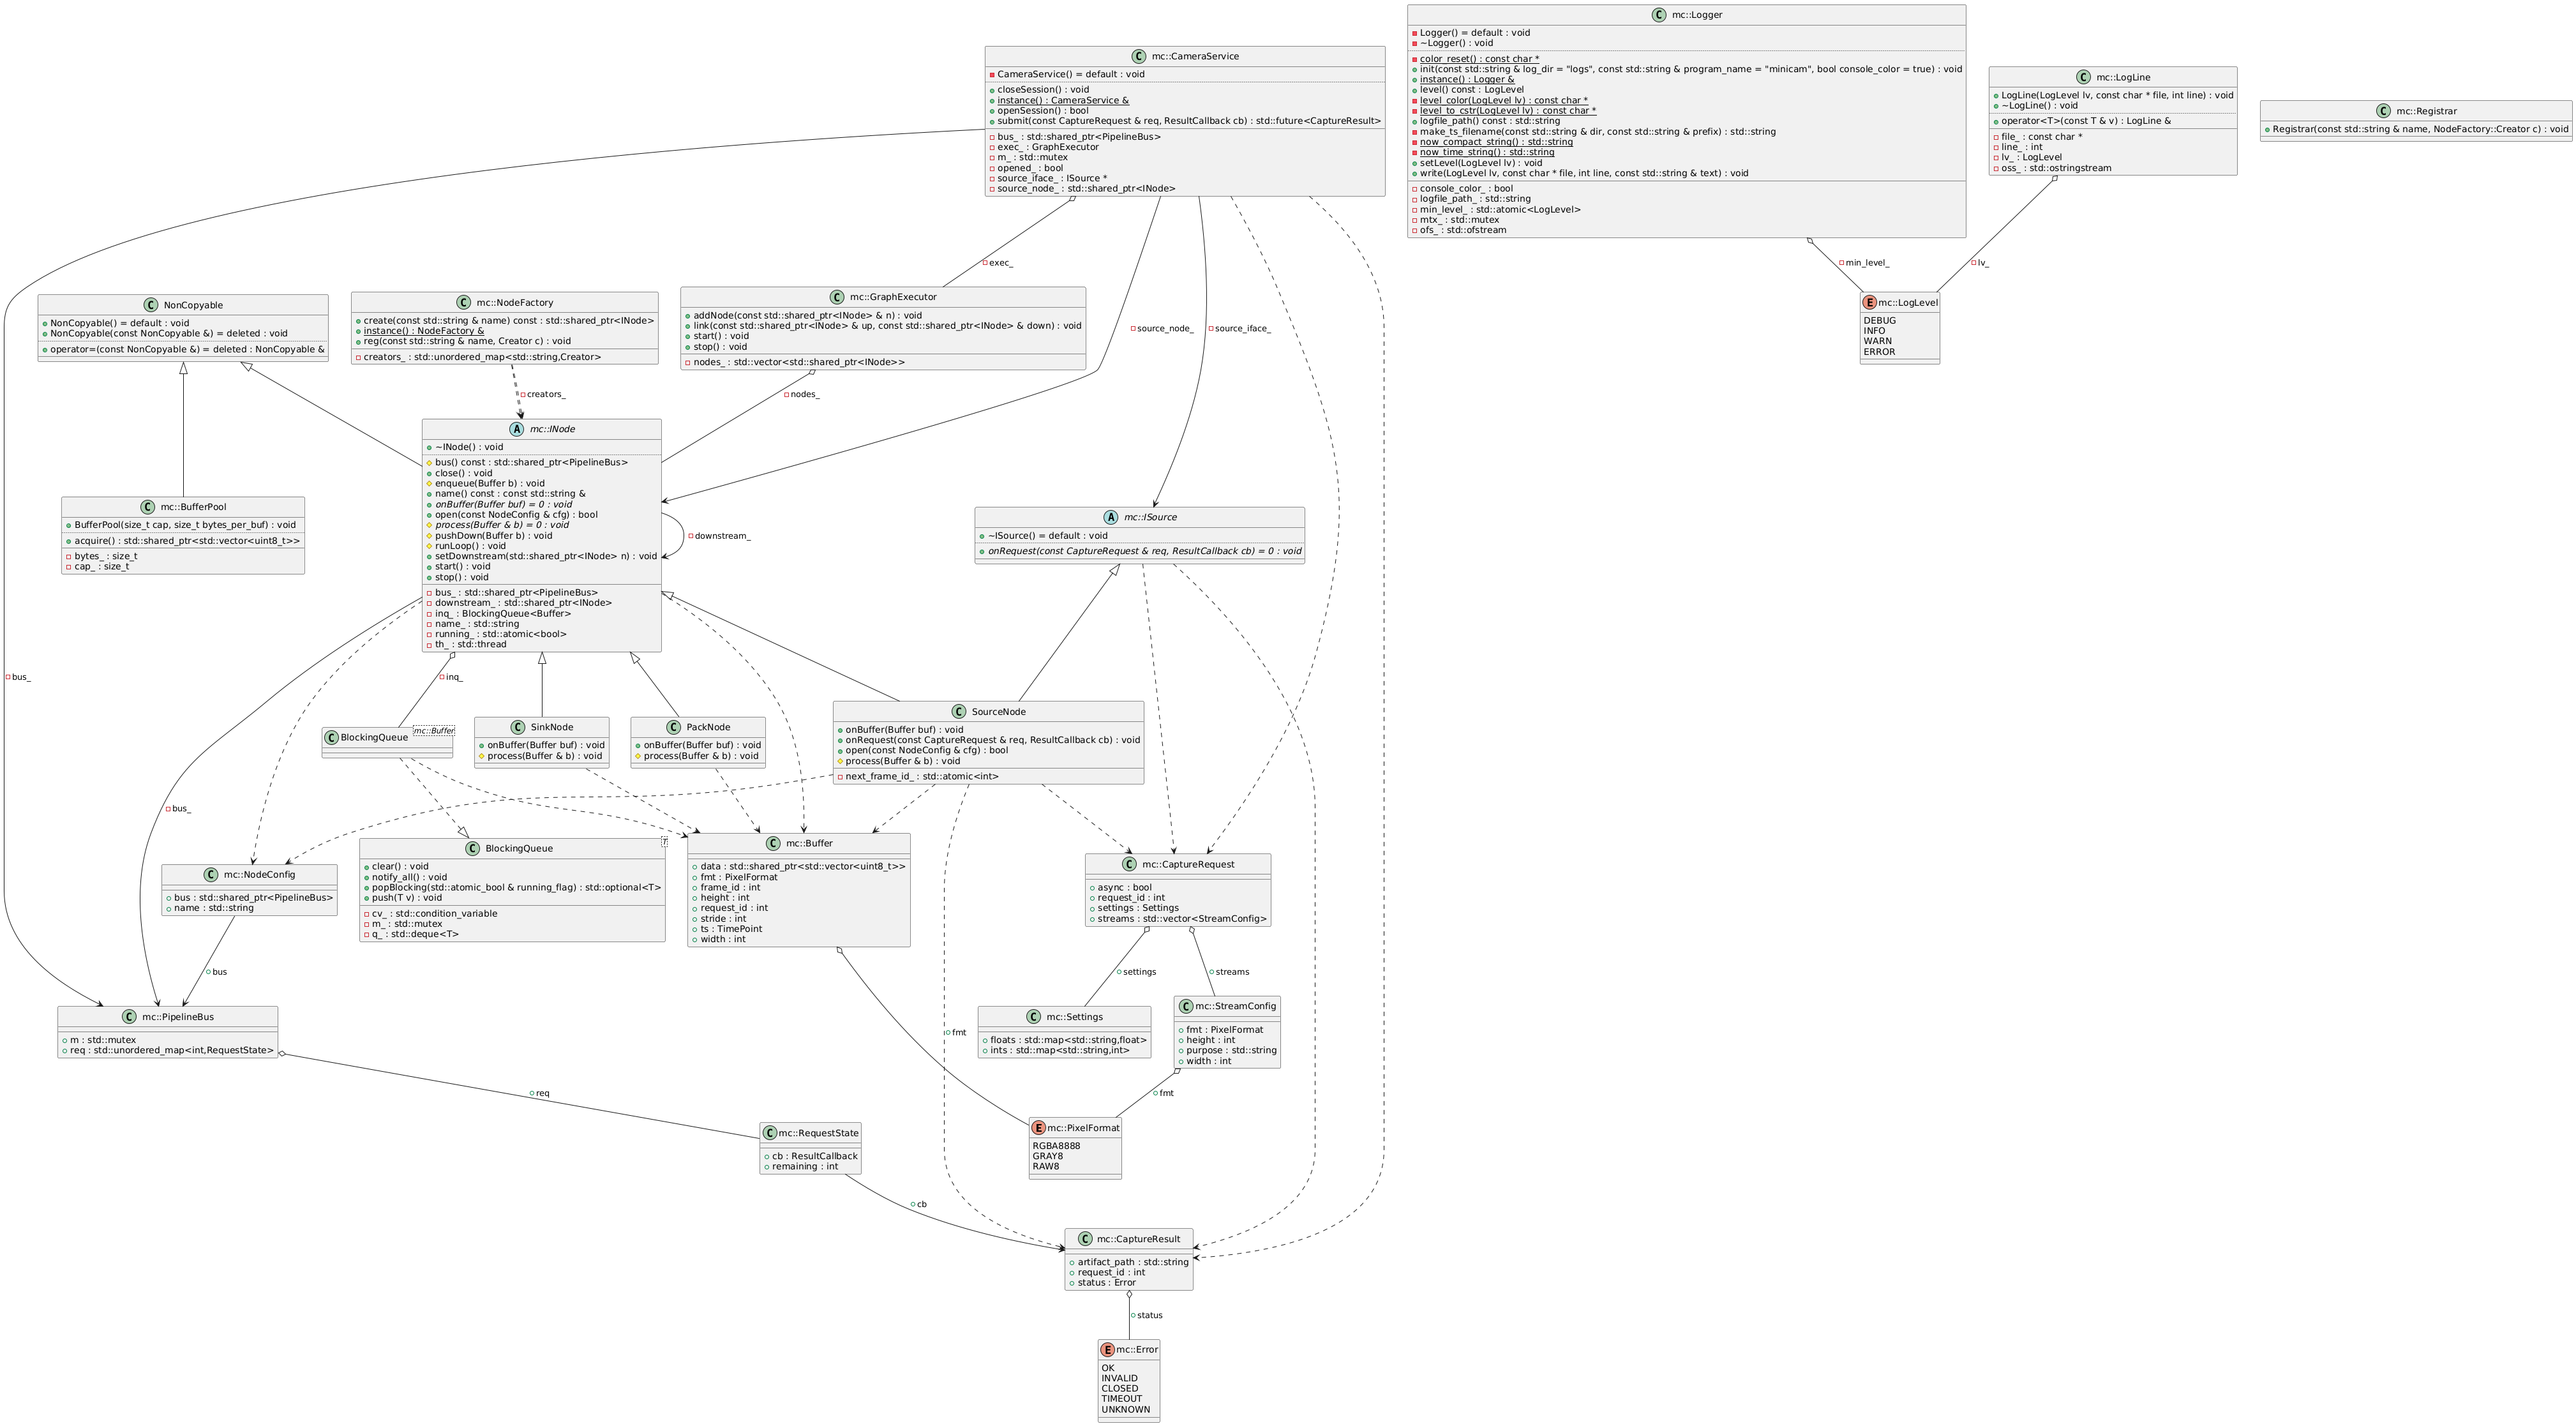 mc::Logger
Logger() = default : void
~Logger() : void
color_reset() : const char *
init(const std::string & log_dir = "logs", const std::string & program_name = "minicam", bool console_color = true) : void
instance() : Logger &
level() const : LogLevel
level_color(LogLevel lv) : const char *
level_to_cstr(LogLevel lv) : const char *
logfile_path() const : std::string
make_ts_filename(const std::string & dir, const std::string & prefix) : std::string
now_compact_string() : std::string
now_time_string() : std::string
setLevel(LogLevel lv) : void
write(LogLevel lv, const char * file, int line, const std::string & text) : void
console_color_ : bool
logfile_path_ : std::string
min_level_ : std::atomic<LogLevel>
mtx_ : std::mutex
ofs_ : std::ofstream
mc::CameraService
CameraService() = default : void
closeSession() : void
instance() : CameraService &
openSession() : bool
submit(const CaptureRequest & req, ResultCallback cb) : std::future<CaptureResult>
bus_ : std::shared_ptr<PipelineBus>
exec_ : GraphExecutor
m_ : std::mutex
opened_ : bool
source_iface_ : ISource *
source_node_ : std::shared_ptr<INode>
mc::LogLine
LogLine(LogLevel lv, const char * file, int line) : void
~LogLine() : void
operator<T>(const T & v) : LogLine &
file_ : const char *
line_ : int
lv_ : LogLevel
oss_ : std::ostringstream
mc::Registrar
Registrar(const std::string & name, NodeFactory::Creator c) : void
exec_
min_level_
lv_
NonCopyable
NonCopyable() = default : void
NonCopyable(const NonCopyable &) = deleted : void
operator=(const NonCopyable &) = deleted : NonCopyable &
mc::NodeFactory
create(const std::string & name) const : std::shared_ptr<INode>
instance() : NodeFactory &
reg(const std::string & name, Creator c) : void
creators_ : std::unordered_map<std::string,Creator>
mc::GraphExecutor
addNode(const std::shared_ptr<INode> & n) : void
link(const std::shared_ptr<INode> & up, const std::shared_ptr<INode> & down) : void
start() : void
stop() : void
nodes_ : std::vector<std::shared_ptr<INode>>
source_node_
source_iface_
mc::LogLevel
DEBUG
INFO
WARN
ERROR
creators_
nodes_
mc::INode
~INode() : void
bus() const : std::shared_ptr<PipelineBus>
close() : void
enqueue(Buffer b) : void
name() const : const std::string &
onBuffer(Buffer buf) = 0 : void
open(const NodeConfig & cfg) : bool
process(Buffer & b) = 0 : void
pushDown(Buffer b) : void
runLoop() : void
setDownstream(std::shared_ptr<INode> n) : void
start() : void
stop() : void
bus_ : std::shared_ptr<PipelineBus>
downstream_ : std::shared_ptr<INode>
inq_ : BlockingQueue<Buffer>
name_ : std::string
running_ : std::atomic<bool>
th_ : std::thread
downstream_
mc::BufferPool
BufferPool(size_t cap, size_t bytes_per_buf) : void
acquire() : std::shared_ptr<std::vector<uint8_t>>
bytes_ : size_t
cap_ : size_t
mc::ISource
~ISource() = default : void
onRequest(const CaptureRequest & req, ResultCallback cb) = 0 : void
bus_
inq_
BlockingQueue
mc::Buffer
SinkNode
onBuffer(Buffer buf) : void
process(Buffer & b) : void
PackNode
onBuffer(Buffer buf) : void
process(Buffer & b) : void
SourceNode
onBuffer(Buffer buf) : void
onRequest(const CaptureRequest & req, ResultCallback cb) : void
open(const NodeConfig & cfg) : bool
process(Buffer & b) : void
next_frame_id_ : std::atomic<int>
bus_
mc::NodeConfig
bus : std::shared_ptr<PipelineBus>
name : std::string
BlockingQueue
T
clear() : void
notify_all() : void
popBlocking(std::atomic_bool & running_flag) : std::optional<T>
push(T v) : void
cv_ : std::condition_variable
m_ : std::mutex
q_ : std::deque<T>
mc::Buffer
data : std::shared_ptr<std::vector<uint8_t>>
fmt : PixelFormat
frame_id : int
height : int
request_id : int
stride : int
ts : TimePoint
width : int
mc::CaptureRequest
async : bool
request_id : int
settings : Settings
streams : std::vector<StreamConfig>
bus
settings
streams
mc::PipelineBus
m : std::mutex
req : std::unordered_map<int,RequestState>
fmt
mc::Settings
floats : std::map<std::string,float>
ints : std::map<std::string,int>
mc::StreamConfig
fmt : PixelFormat
height : int
purpose : std::string
width : int
req
fmt
mc::RequestState
cb : ResultCallback
remaining : int
mc::PixelFormat
RGBA8888
GRAY8
RAW8
cb
mc::CaptureResult
artifact_path : std::string
request_id : int
status : Error
status
mc::Error
OK
INVALID
CLOSED
TIMEOUT
UNKNOWN